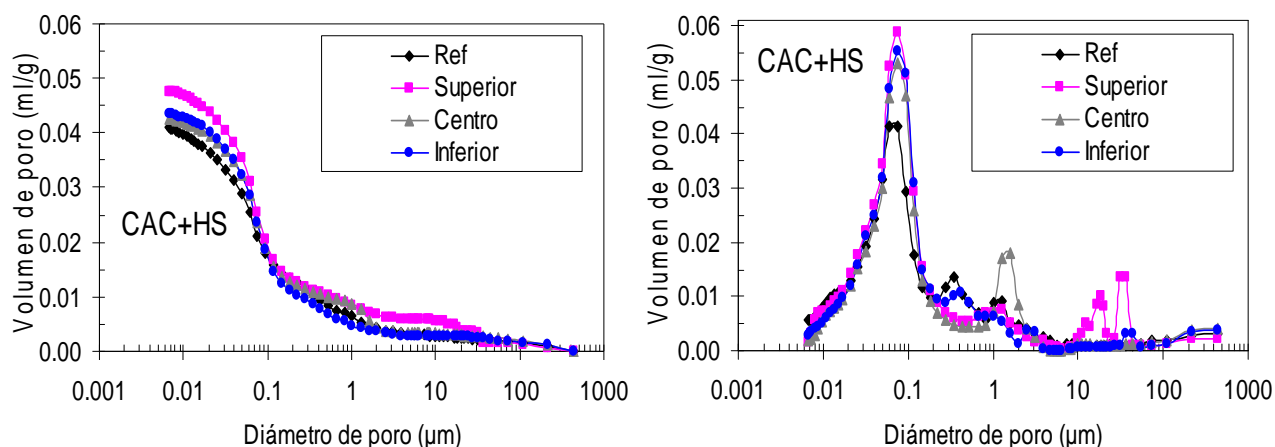 Volumen de poro (ml/g)
0.06
0.05
0.04
0.03
0.02
0.01
0.00
Ref
Superior
Centro
Inferior
CAC+HS
0.001 0.01 0.1 1 10 100 1000
Diámetro de poro (µm)
Volumen de poro (ml/g)
0.06
0.05
0.04
0.03
0.02
0.01
0.00
CAC+HS
Ref
Superior
Centro
Inferior
0.001 0.01 0.1 1 10 100 1000
Diámetro de poro (µm)